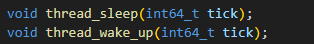 void thread_sleep(int64_t tick);
void thread_wake_up(int64_t tick);